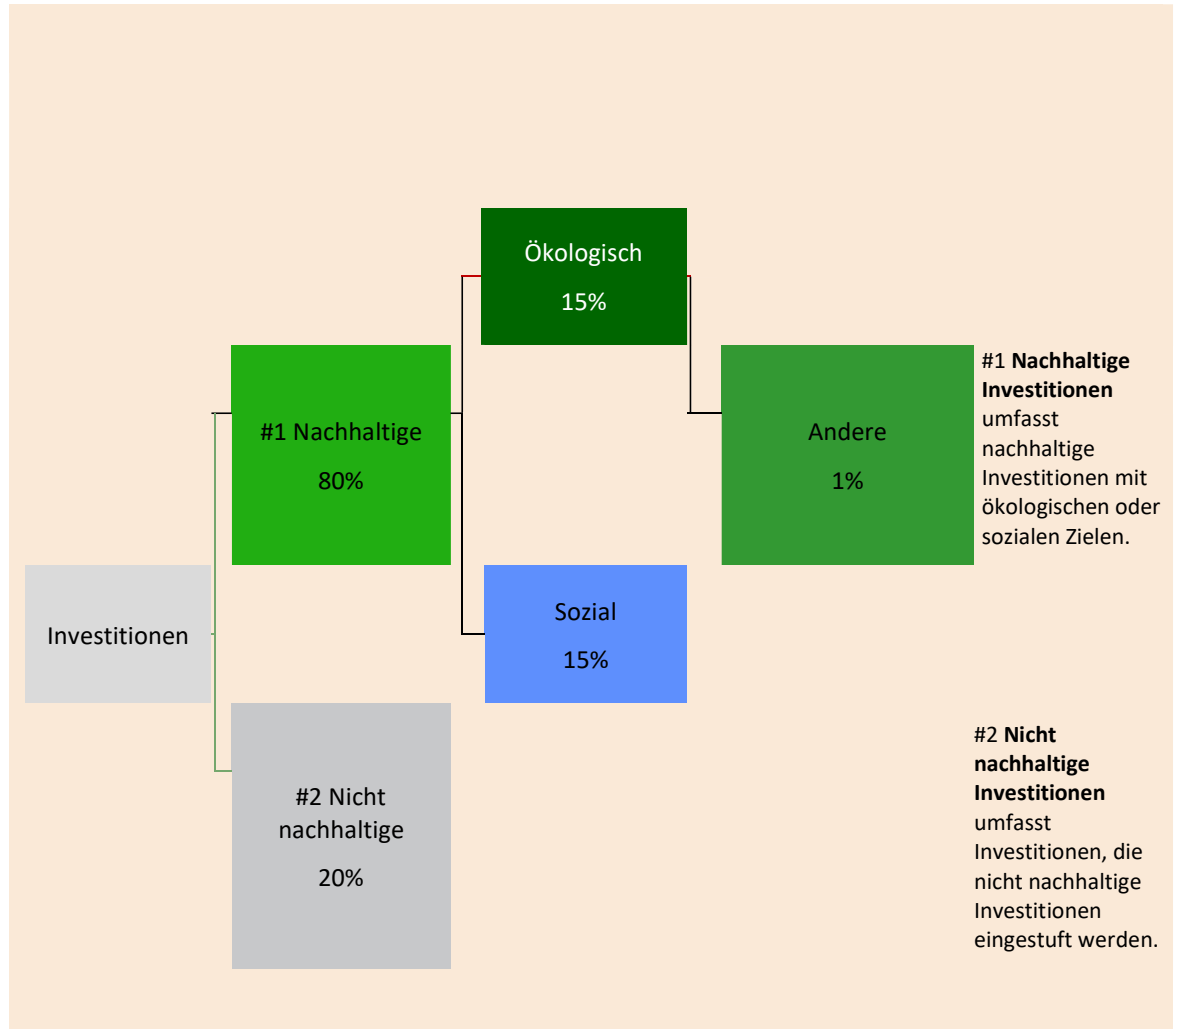 Ökologisch
15%
#1 Nachhaltige
80%
Andere
1%
#1 Nachhaltige
Investitionen
umfasst
nachhaltige
Investitionen mit
ökologischen oder
sozialen Zielen.
Investitionen
Sozial
15%
#2 Nicht
nachhaltige
20%
#2 Nicht
nachhaltige
Investitionen
umfasst
Investitionen, die
nicht nachhaltige
Investitionen
eingestuft werden.